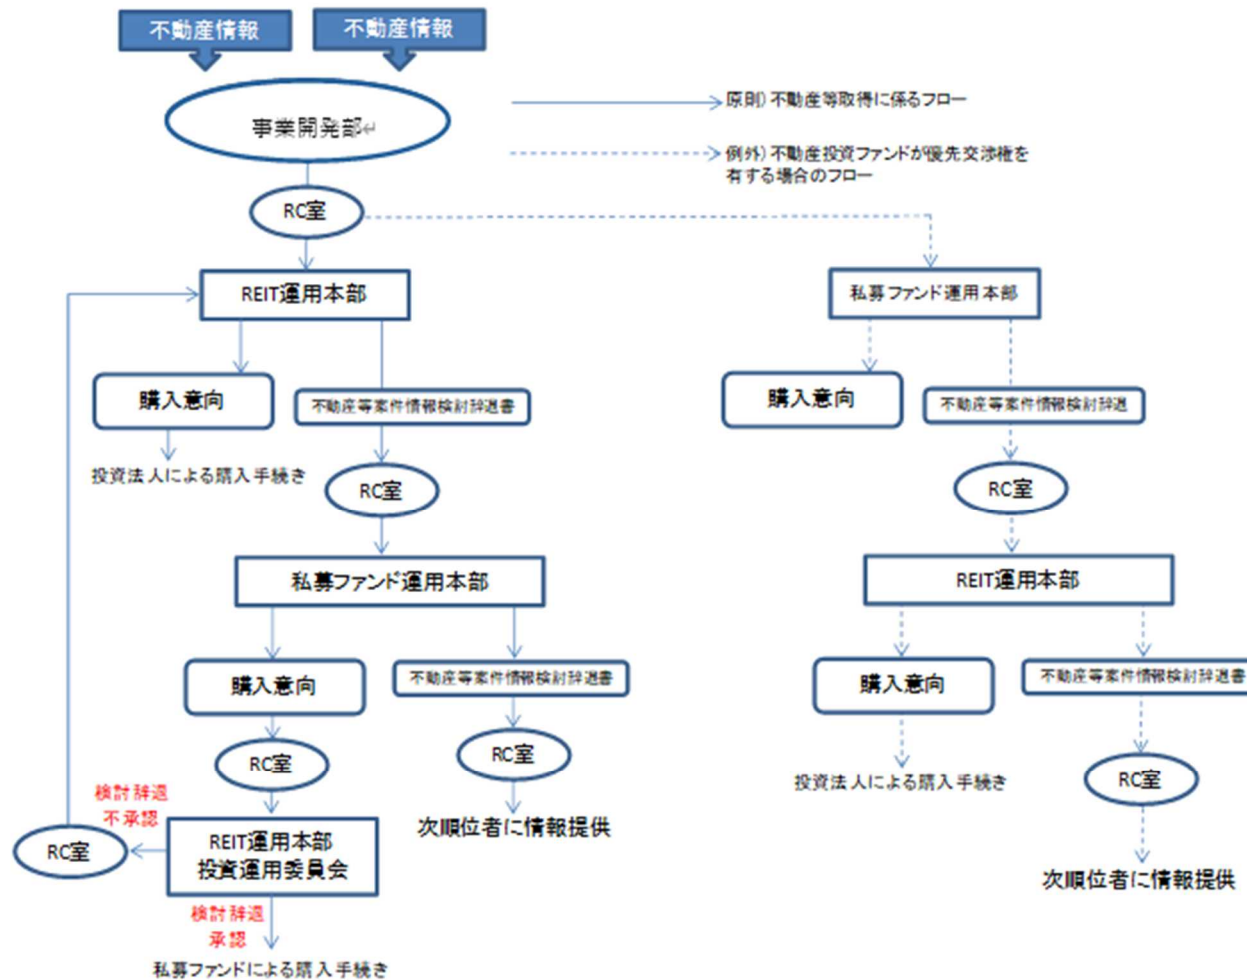 不動産情報
不動産情報
事業開発部↵
原則）不動産等取得に係るフロー
例外）不動産投資ファンドが優先交渉権を
有する場合のフロー
RC室
REIT運用本部
私募ファンド運用本部
購入意向
不動産等案件情報検討辞退書
購入意向
不動産等案件情報検討辞退
投資法人による購入手続き
RC室
RC室
私募ファンド運用本部
REIT運用本部
購入意向
不動産等案件情報検討辞退書
購入意向
不動産等案件情報検討辞退書
RC室
RC室
投資法人による購入手続き
RC室
検討辞退
不承認
次順位者に情報提供
RC室
REIT運用本部
投資運用委員会
次順位者に情報提供
検討辞退
承認
私募ファンドによる購入手続き